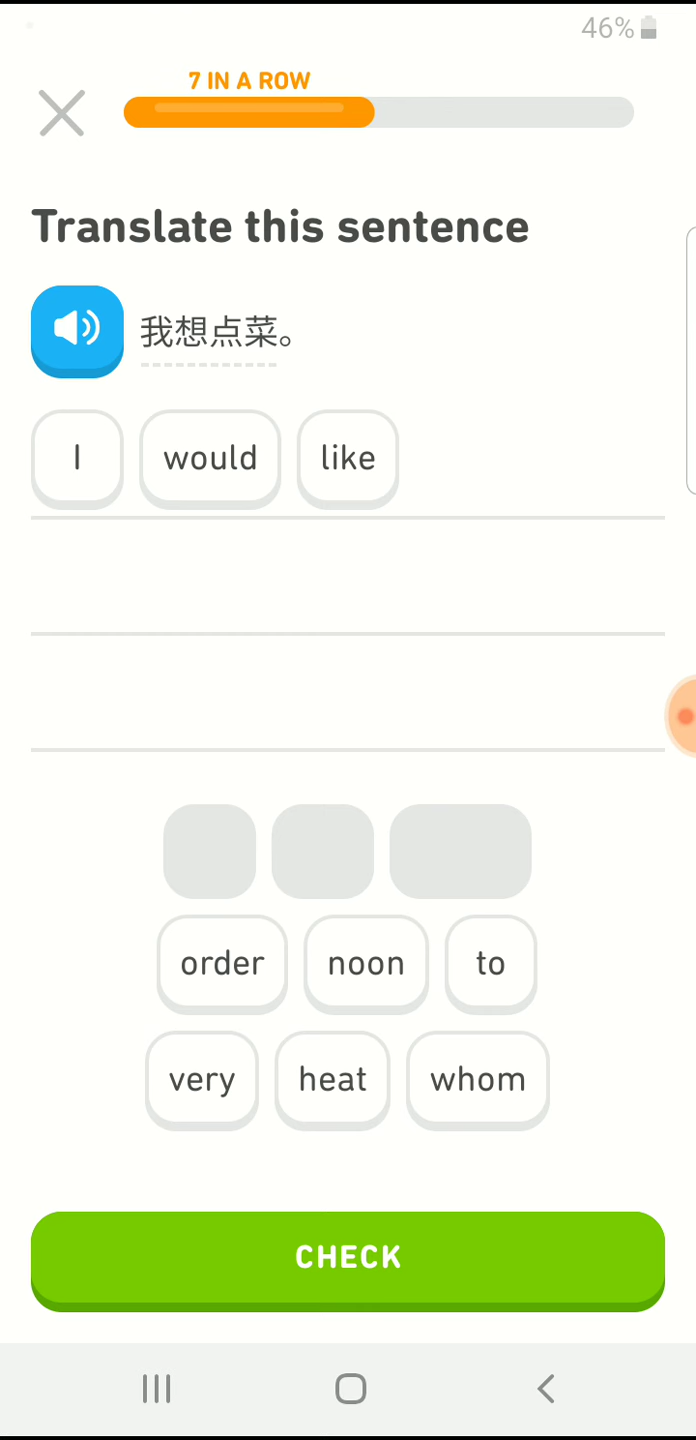 46%
7 IN A ROW
Translate this sentence
我想点菜。
I would like
order noon to
very heat whom
CHECK